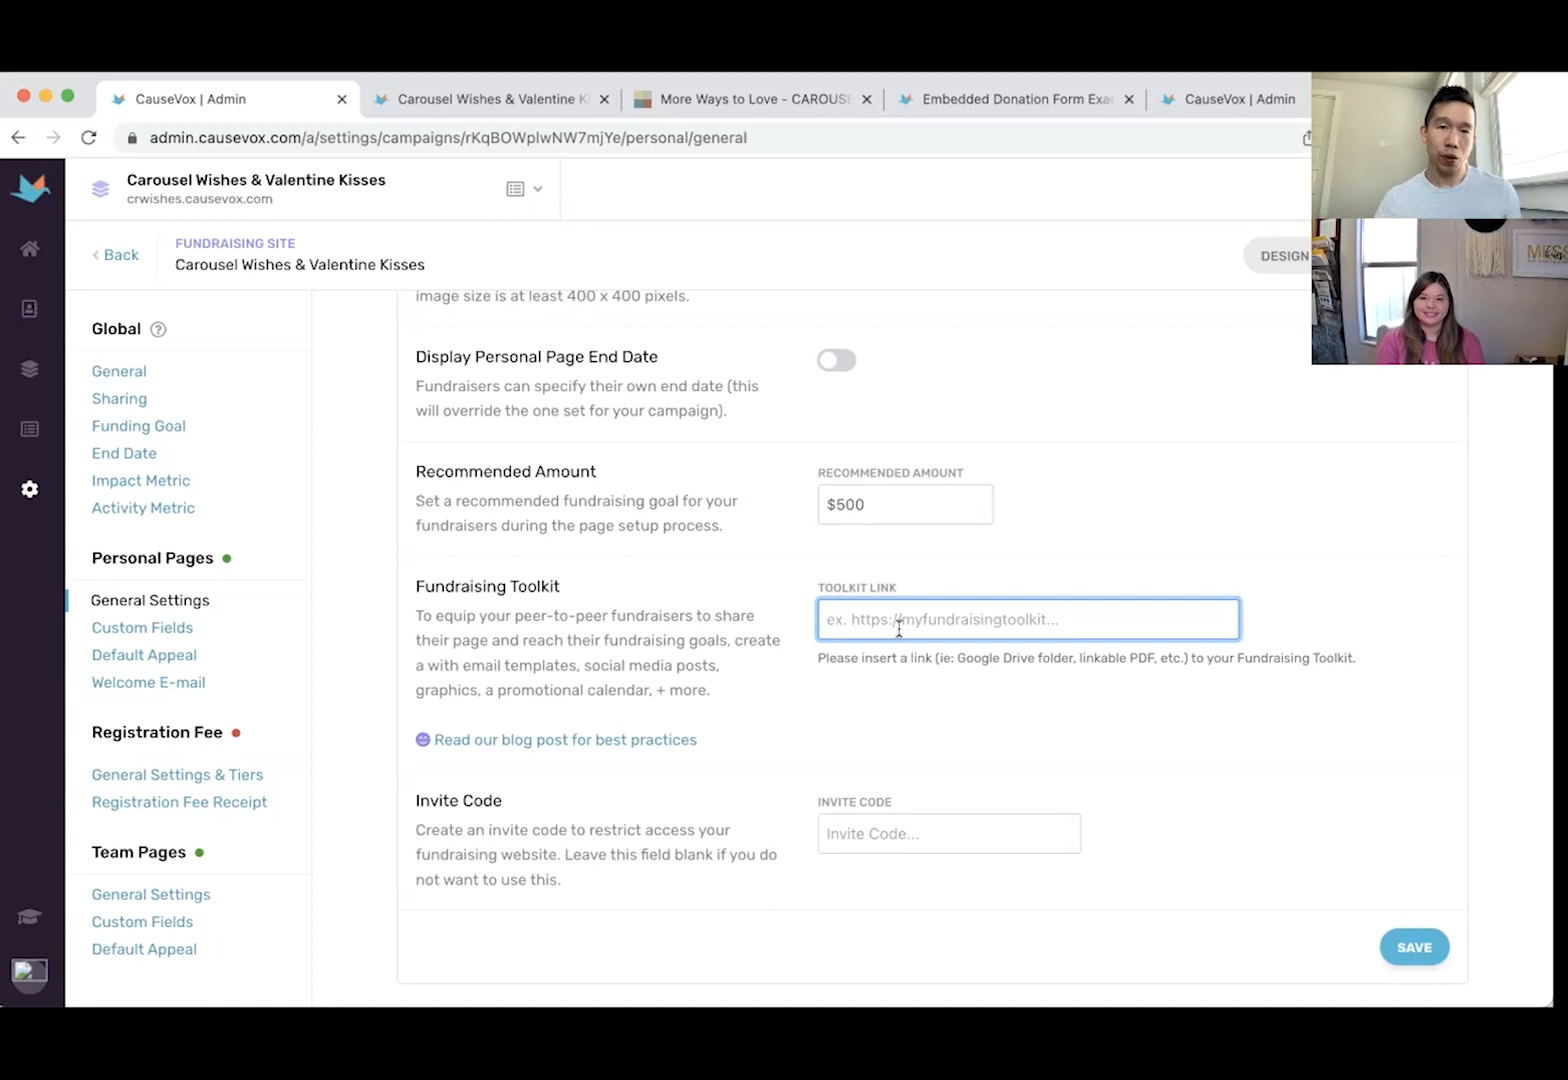 CauseVox | Admin
Carousel Wishes & Valentine K
More Ways to Love - CAROUS
Embedded Donation Form Exa
CauseVox | Admin
admin.causevox.com/a/settings/campaigns/rKqBOWplwNW7mjYe/personal/general
Carousel Wishes & Valentine Kisses
crwishes.causevox.com
Back
FUNDRAISING SITE
Carousel Wishes & Valentine Kisses
DESIGN
Global
General
Sharing
Funding Goal
End Date
Impact Metric
Activity Metric
Personal Pages
General Settings
Custom Fields
Default Appeal
Welcome E-mail
Registration Fee
General Settings & Tiers
Registration Fee Receipt
Team Pages
General Settings
Custom Fields
Default Appeal
image size is at least 400 x 400 pixels.
Display Personal Page End Date
Fundraisers can specify their own end date (this
will override the one set for your campaign).
Recommended Amount
Set a recommended fundraising goal for your
fundraisers during the page setup process.
RECOMMENDED AMOUNT
$500
Fundraising Toolkit
To equip your peer-to-peer fundraisers to share
their page and reach their fundraising goals, create
a with email templates, social media posts,
graphics, a promotional calendar, + more.
Read our blog post for best practices
TOOLKIT LINK
ex. https://myfundraisingtoolkit...
Please insert a link (ie: Google Drive folder, linkable PDF, etc.) to your Fundraising Toolkit.
Invite Code
Create an invite code to restrict access your
fundraising website. Leave this field blank if you do
not want to use this.
INVITE CODE
Invite Code...
SAVE